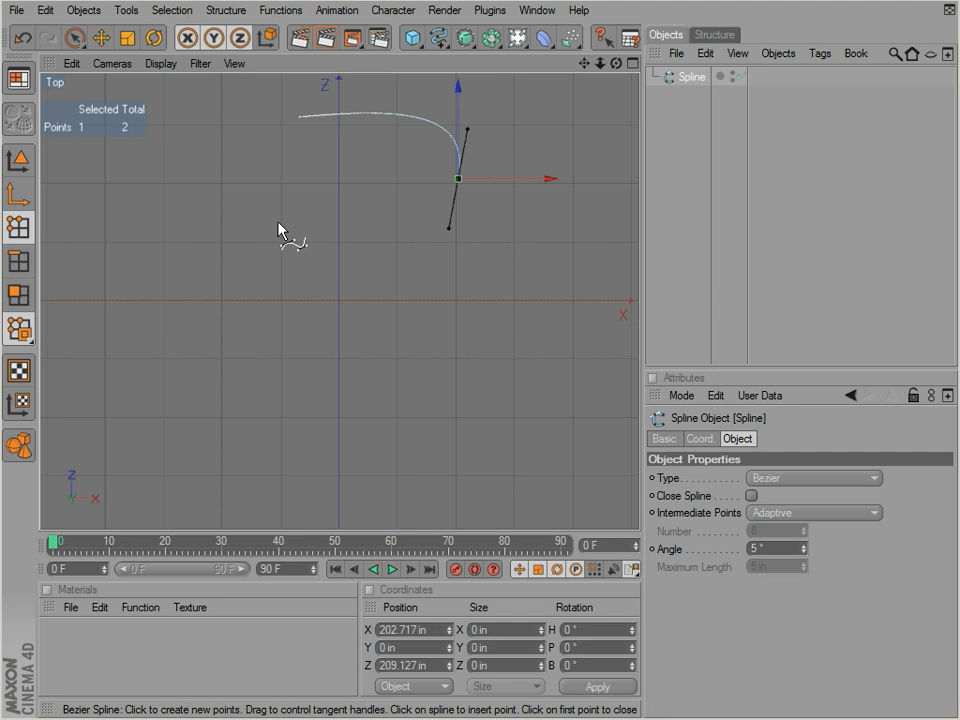 File Edit Objects Tools Selection Structure Functions Animation Character Render Plugins Window Help
Objects Structure
File Edit View Objects Tags Book
Spline
Edit Cameras Display Filter View
Top
Selected Total
Points 1 2
Z
X
Z
Y X
Attributes
Mode Edit User Data
Spline Object [Spline]
Basic Coord. Object
Object Properties
Type Bezier
Close Spline
Intermediate Points Adaptive
Number 8
Angle 5 °
Maximum Length 5 in
0 10 20 30 40 50 60 70 80 90 0 F
0 F 0 F 90 F 90 F
Materials
File Edit Function Texture
Coordinates
Position Size Rotation
X 202.717 in X 0 in H 0 °
Y 0 in Y 0 in P 0 °
Z 209.127 in Z 0 in B 0 °
Object Size Apply
MAXON
CINEMA 4D
Bezier Spline: Click to create new points. Drag to control tangent handles. Click on spline to insert point. Click on first point to close